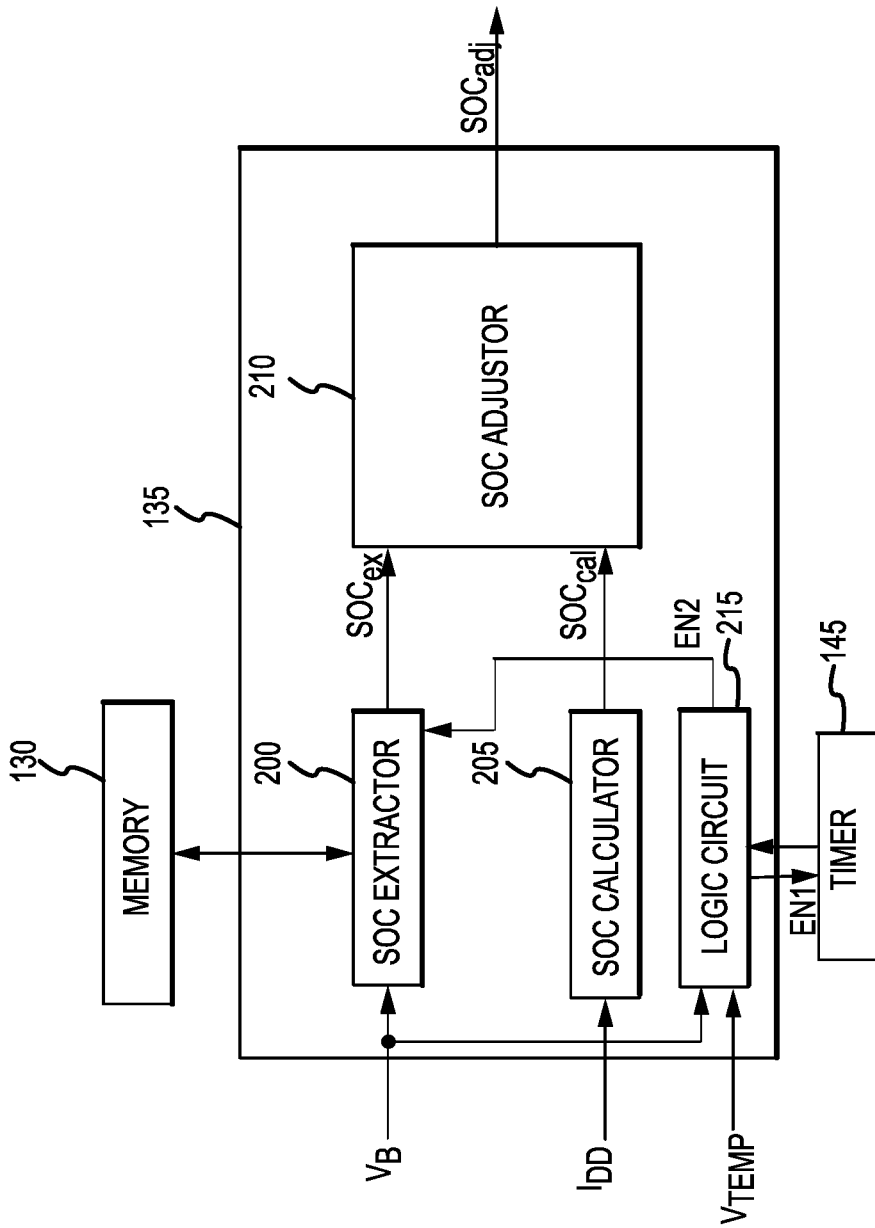 130
MEMORY
135
200
SOC EXTRACTOR
SOCex
210
SOC ADJUSTOR
SOCadj
205
SOC CALCULATOR
SOCcal
EN2
215
LOGIC CIRCUIT
EN1
145
TIMER
VB
IDD
VTEMP